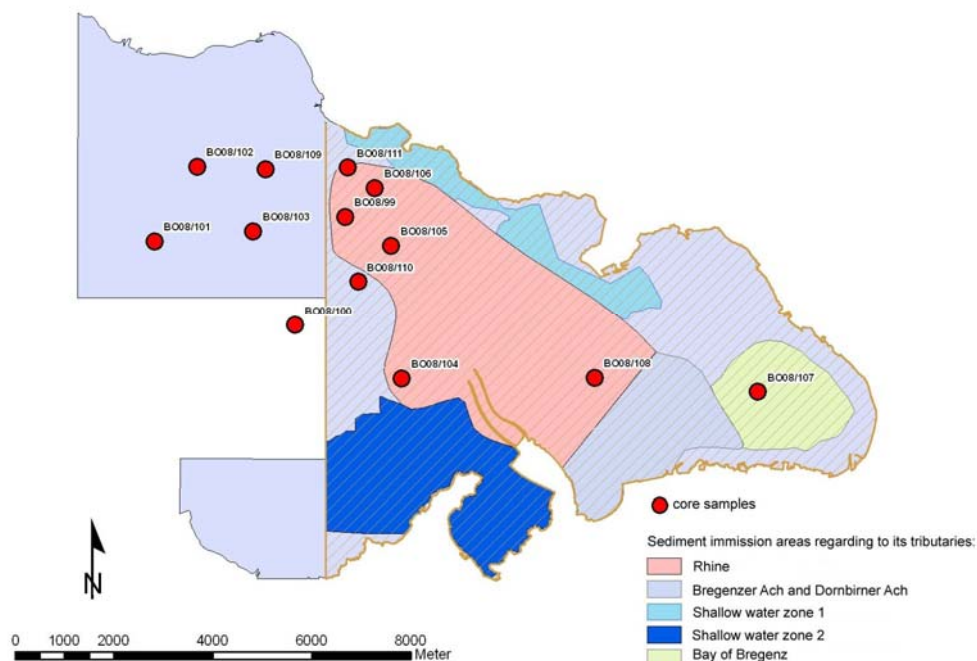 BO08/102
BO08/109
BO08/111
BO08/106
BO08/99
BO08/103
BO08/101
BO08/105
BO08/110
BO08/100
BO08/104
BO08/108
BO08/107
core samples
Sediment immission areas regarding to its tributaries:
Rhine
Bregenzer Ach and Dornbirner Ach
Shallow water zone 1
Shallow water zone 2
Bay of Bregenz
N
0 1000 2000 4000 6000 8000
Meter